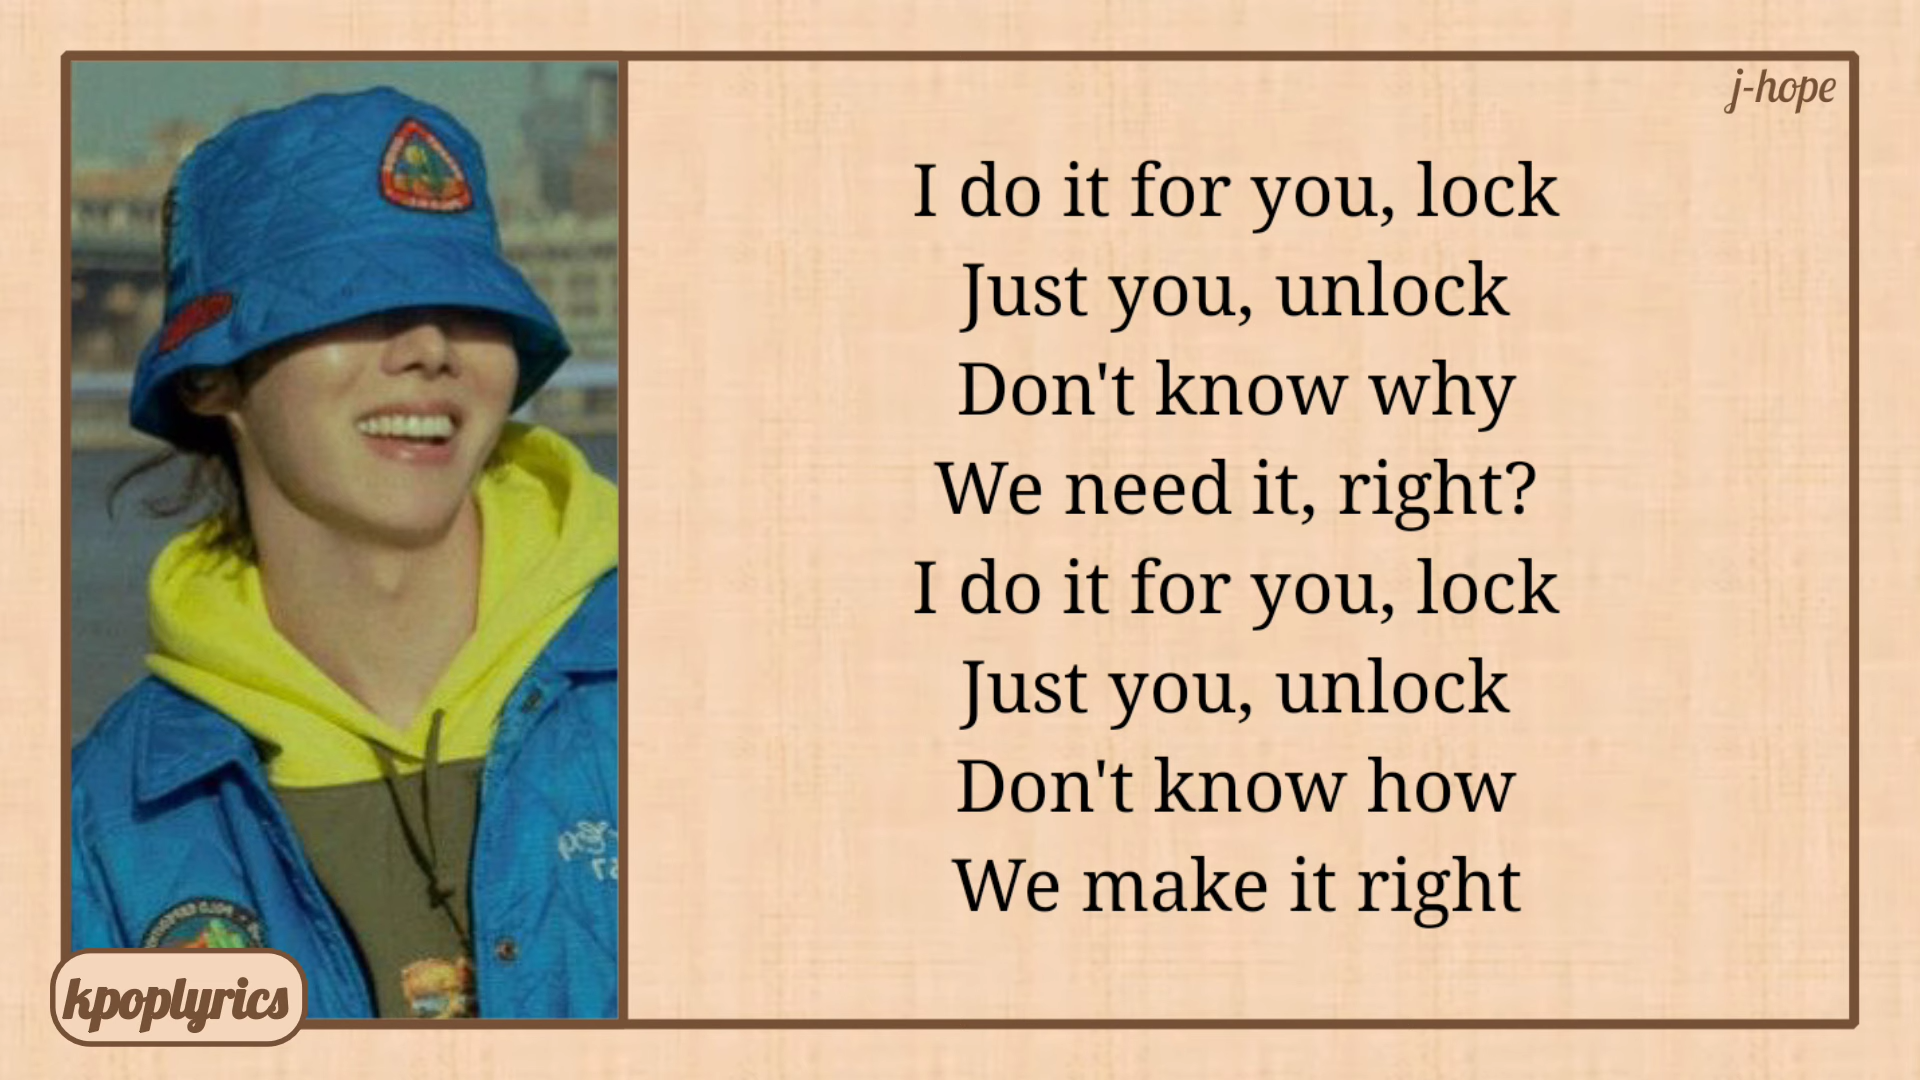 j-hope
I do it for you, lock
Just you, unlock
Don't know why
We need it, right?
I do it for you, lock
Just you, unlock
Don't know how
We make it right
kpoplyrics